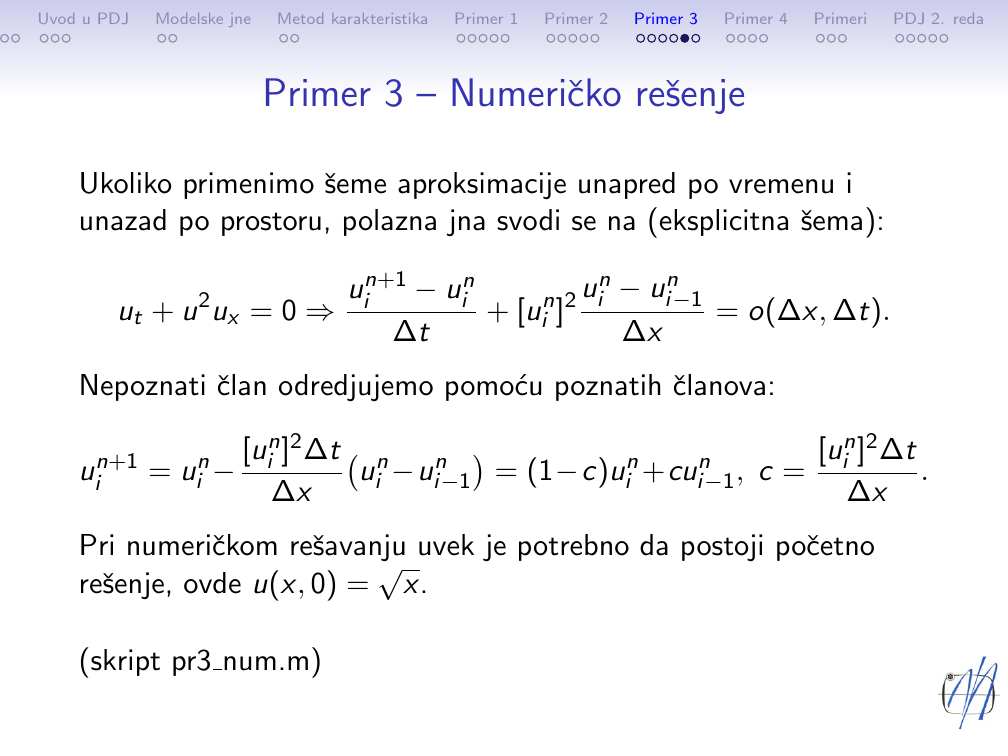 Uvod u PDJ Modelske jne Metod karakteristika Primer 1 Primer 2 Primer 3 Primer 4 Primeri PDJ 2. reda
Primer 3 – Numeričko rešenje
Ukoliko primenimo šeme aproksimacije unapred po vremenu i
unazad po prostoru, polazna jna svodi se na (eksplicitna šema):
$u_t + u^2 u_x = 0 \Rightarrow \frac{u_i^{n+1} - u_i^n}{\Delta t} + [u_i^n]^2 \frac{u_i^n - u_{i-1}^n}{\Delta x} = o(\Delta x, \Delta t).$
Nepoznati član odredjujemo pomoću poznatih članova:
$u_i^{n+1} = u_i^n - \frac{[u_i^n]^2 \Delta t}{\Delta x} (u_i^n - u_{i-1}^n) = (1-c)u_i^n + cu_{i-1}^n, \; c = \frac{[u_i^n]^2 \Delta t}{\Delta x}.$
Pri numeričkom rešavanju uvek je potrebno da postoji početno
rešenje, ovde $u(x, 0) = \sqrt{x}$.
(skript pr3_num.m)